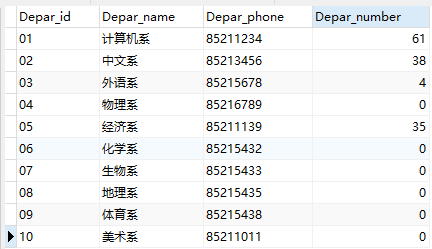 Depar_id Depar_name Depar_phone Depar_number
01 计算机系 85211234 61
02 中文系 85213456 38
03 外语系 85215678 4
04 物理系 85216789 0
05 经济系 85211139 35
06 化学系 85215432 0
07 生物系 85215433 0
08 地理系 85215435 0
09 体育系 85215438 0
10 美术系 85211011 0